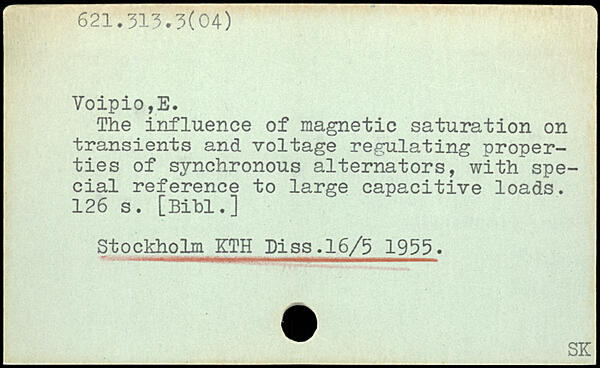 621.313.3(04)
Voipio,E.
The influence of magnetic saturation on
transients and voltage regulating proper-
ties of synchronous alternators, with spe-
cial reference to large capacitive loads.
126 s. [Bibl.]
Stockholm KTH Diss.16/5 1955.
SK